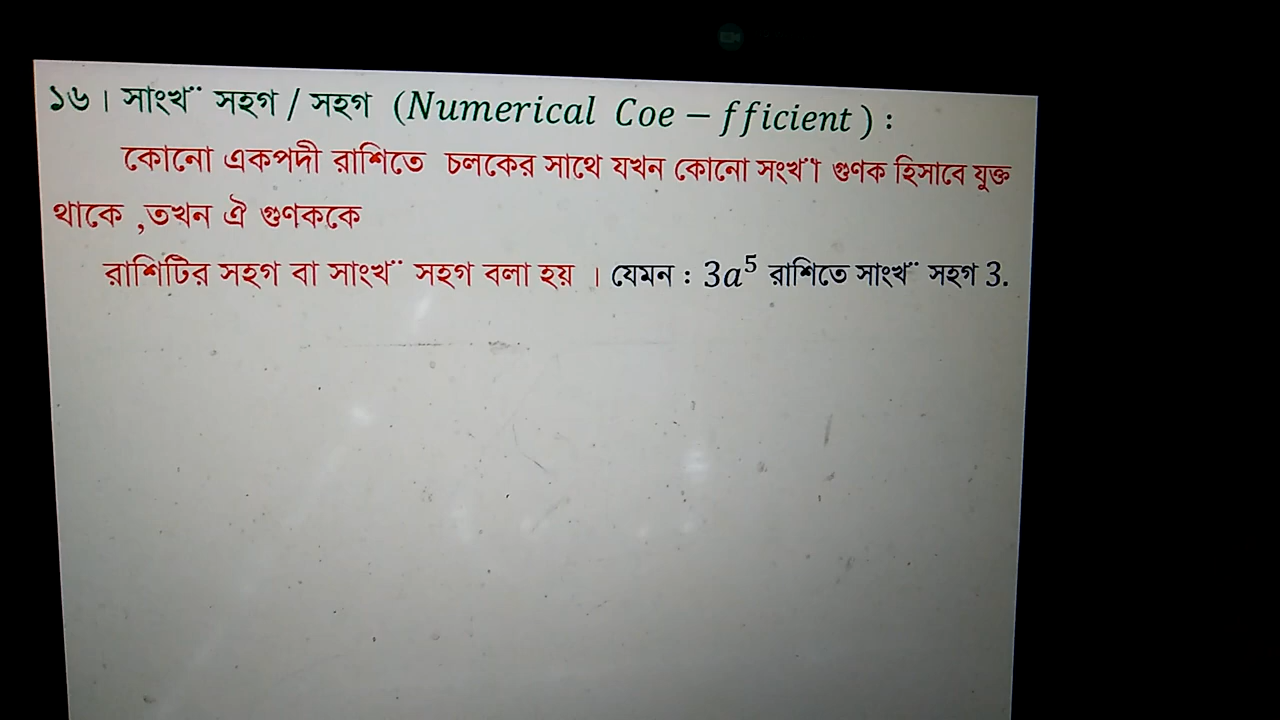 ১৬। সাংখ¨ সহগ / সহগ (Numerical Coe − fficient ) :
কোনো একপদী রাশিতে চলকের সাথে যখন কোনো সংখ¨া গুণক হিসাবে যুক্ত
থাকে ,তখন ঐ গুণককে
রাশিটির সহগ বা সাংখ¨ সহগ বলা হয় । যেমন : 3a⁵ রাশিতে সাংখ¨ সহগ 3.